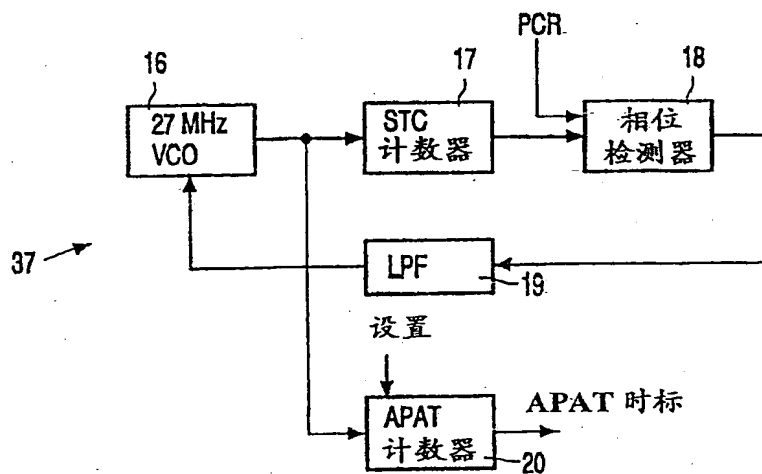 PCR
16
17
18
27 MHz
VCO
STC
计数器
相位
检测器
37
LPF
19
设置
APAT
计数器
APAT 时标
20